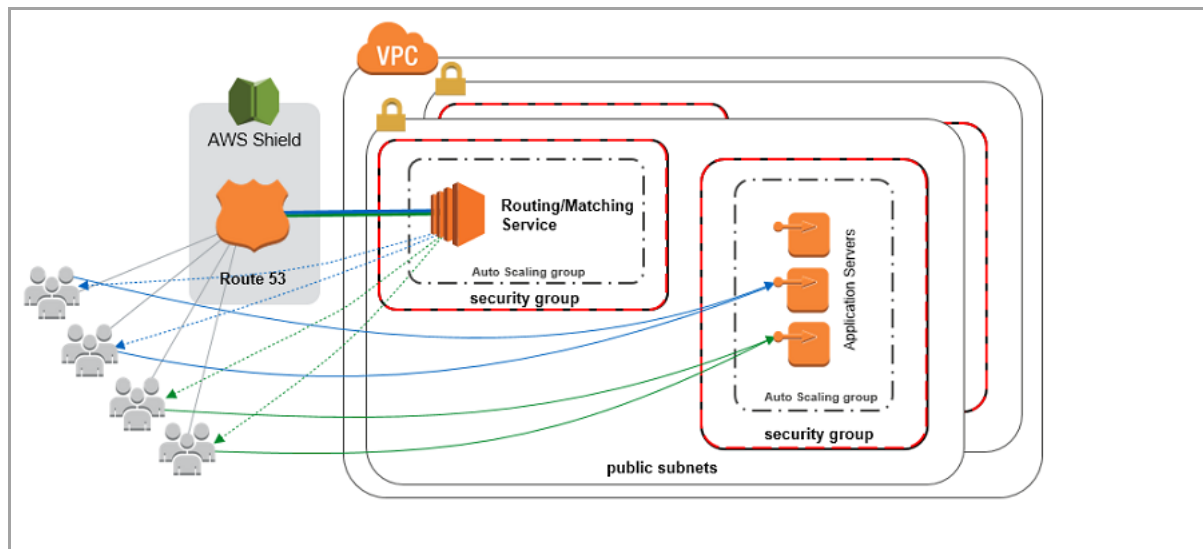 VPC
AWS Shield
Route 53
Routing/Matching
Service
Auto Scaling group
security group
Application Servers
Auto Scaling group
security group
public subnets